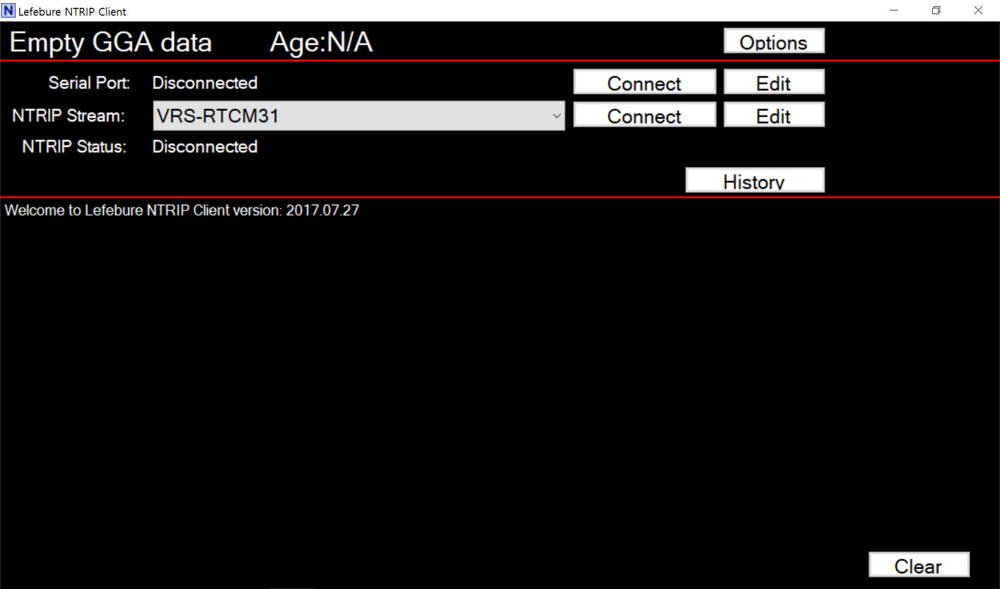 N Lefebure NTRIP Client
Empty GGA data Age:N/A Options
Serial Port: Disconnected Connect Edit
NTRIP Stream: VRS-RTCM31 Connect Edit
NTRIP Status: Disconnected
History
Welcome to Lefebure NTRIP Client version: 2017.07.27
Clear